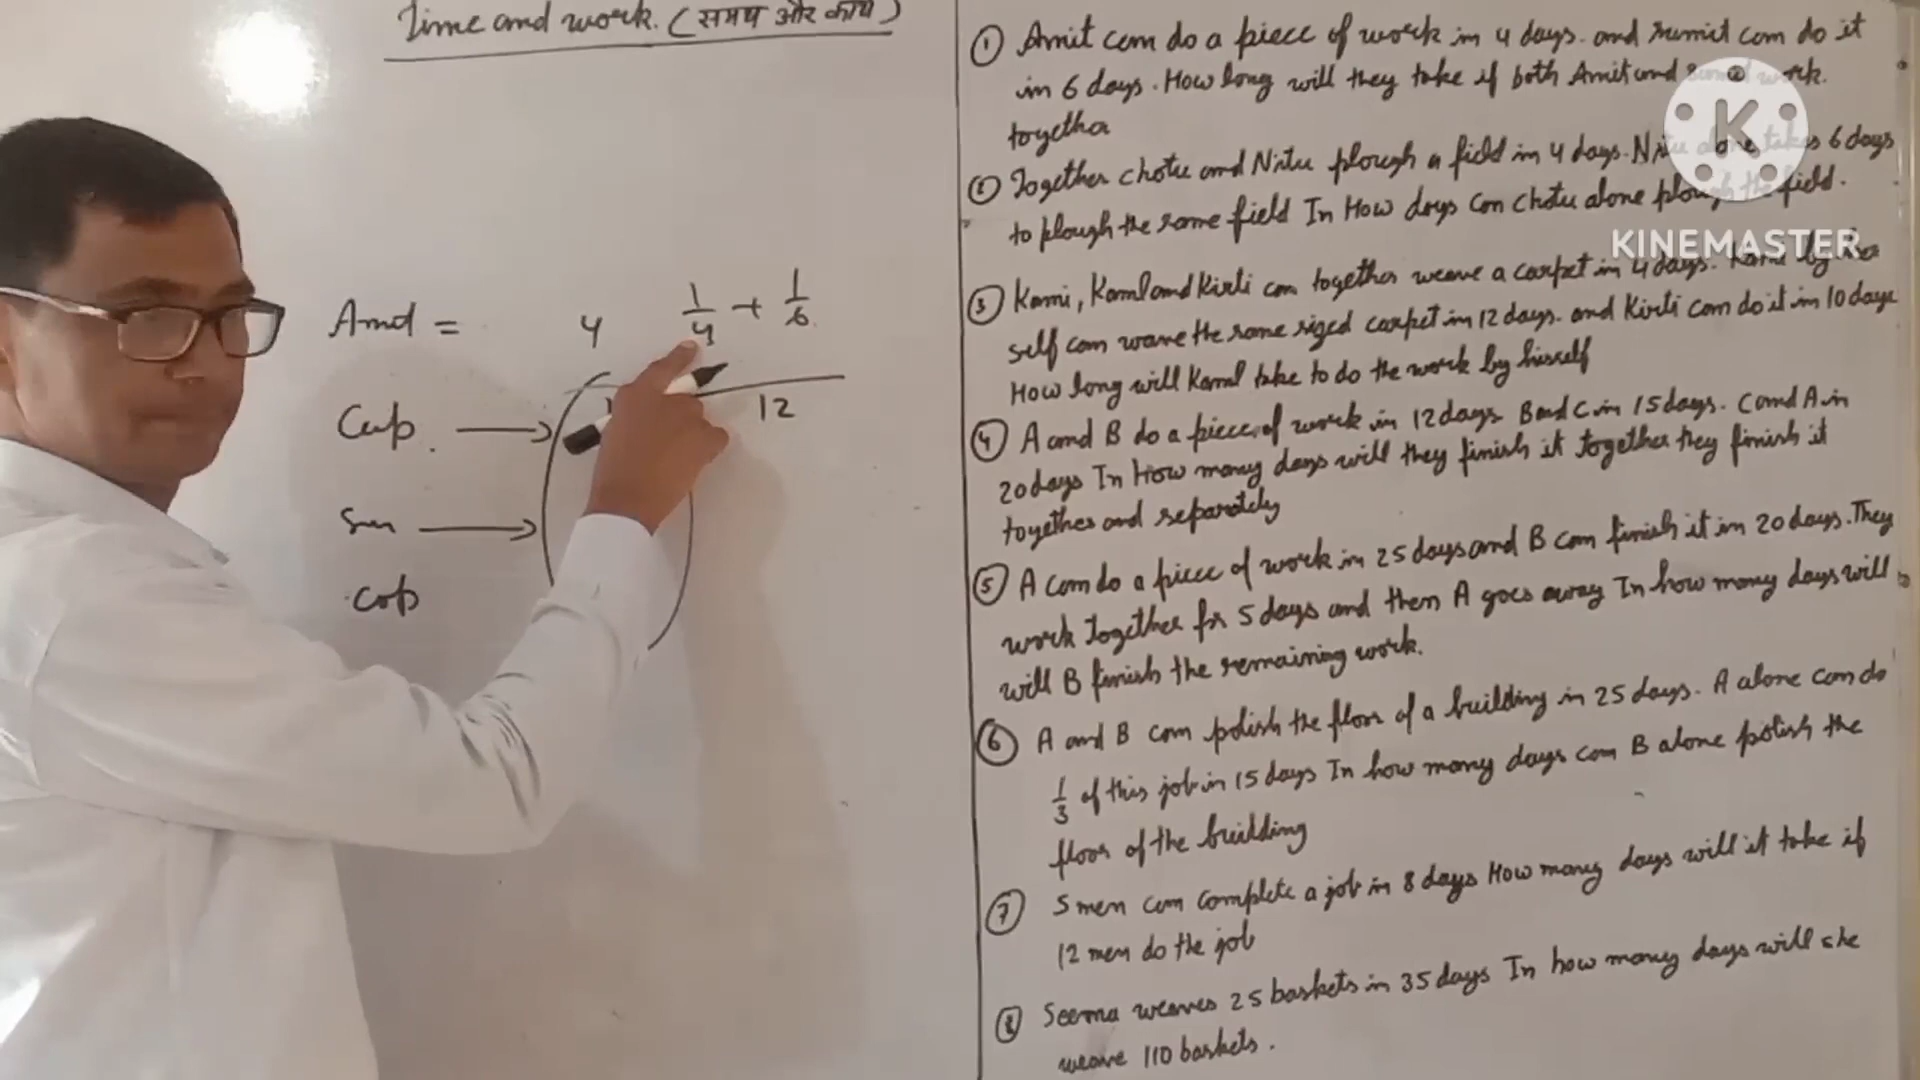 Time and work. (समय और कार्य)
Amit = 4 1/4 + 1/6
12
Cap →
Sum →
Cap
① Amit can do a piece of work in 4 days. and sumit can do it
in 6 days. How long will they take if both Amit and work.
together
② Together chotu and Nitu plough a field in 4 days. Nitu alone takes 6 days
to plough the same field In How days Can chotu alone plough the field.
③ Kami, Kamal and Kirti can together weave a carpet in 4 days. Kami by her
self can wave the same sized carpet in 12 days. and Kirti can do it in 10 days
How long will Kamal take to do the work by hisself
④ A and B do a piece of work in 12 days B and C in 15 days. C and A in
20 days In How many days will they finish it together they finish it
together and separately
⑤ A can do a piece of work in 25 days and B can finish it in 20 days. They
work together for 5 days and then A goes away In how many days will
will B finish the remaining work.
⑥ A and B can polish the floor of a building in 25 days. A alone can do
1/3 of this job in 15 days In how many days can B alone polish the
floor of the building
⑦ 5 men can complete a job in 8 days How many days will it take if
12 men do the job
⑧ Seema weaves 25 baskets in 35 days In how many days will she
weave 110 baskets.
K
KINEMASTER